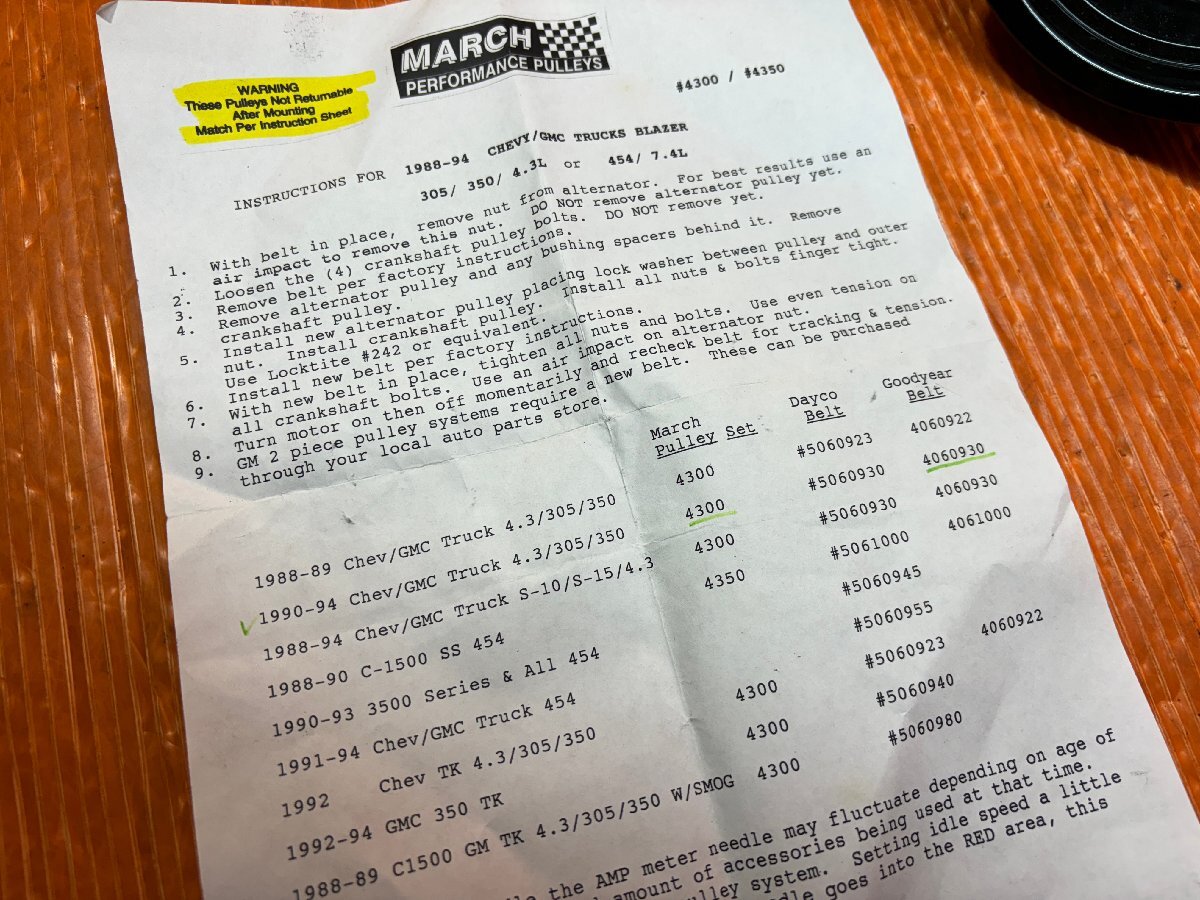 MARCH
PERFORMANCE PULLEYS
WARNING
These Pulleys Not Returnable
After Mounting
Match Per Instruction Sheet
#4300 / #4350
INSTRUCTIONS FOR 1988-94 CHEVY/GMC TRUCKS BLAZER
305/ 350/ 4.3L or 454/ 7.4L
1. With belt in place, remove nut from alternator. For best results use an
air impact to remove this nut. DO NOT remove alternator pulley yet.
2. Loosen the (4) crankshaft pulley bolts. DO NOT remove yet.
3. Remove belt per factory instructions.
4. Remove alternator pulley and any bushing spacers behind it. Remove
crankshaft pulley.
5. Install new alternator pulley placing lock washer between pulley and outer
nut. Install crankshaft pulley. Install all nuts & bolts finger tight.
Use Locktite #242 or equivalent.
6. Install new belt per factory instructions.
7. With new belt in place, tighten all nuts and bolts. Use even tension on
all crankshaft bolts. Use an air impact on alternator nut.
8. Turn motor on then off momentarily and recheck belt for tracking & tension.
9. GM 2 piece pulley systems require a new belt. These can be purchased
through your local auto parts store.
March Dayco Goodyear
Pulley Set Belt Belt
1988-89 Chev/GMC Truck 4.3/305/350 4300 #5060923 4060922
1990-94 Chev/GMC Truck 4.3/305/350 4300 #5060930 4060930
1988-94 Chev/GMC Truck S-10/S-15/4.3 4300 #5060930 4060930
1988-90 C-1500 SS 454 4350 #5061000 4061000
1990-93 3500 Series & All 454 #5060945
1991-94 Chev/GMC Truck 454 #5060955
1992 Chev TK 4.3/305/350 4300 #5060923 4060922
1992-94 GMC 350 TK 4300 #5060940
1988-89 C1500 GM TK 4.3/305/350 W/SMOG 4300 #5060980
the AMP meter needle may fluctuate depending on age of
amount of accessories being used at that time.
system. Setting idle speed a little
goes into the RED area, this